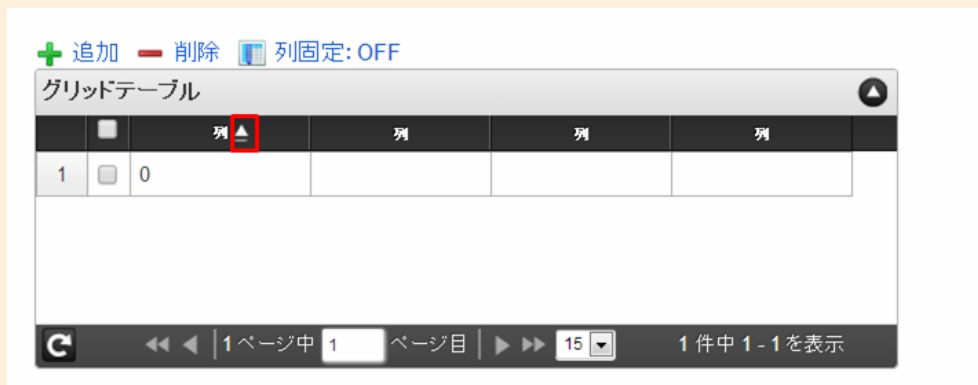 追加 削除 列固定: OFF
グリッドテーブル
列 列 列 列
1 0
1 ページ中 1 ページ目 15 1 件中 1 - 1 を表示